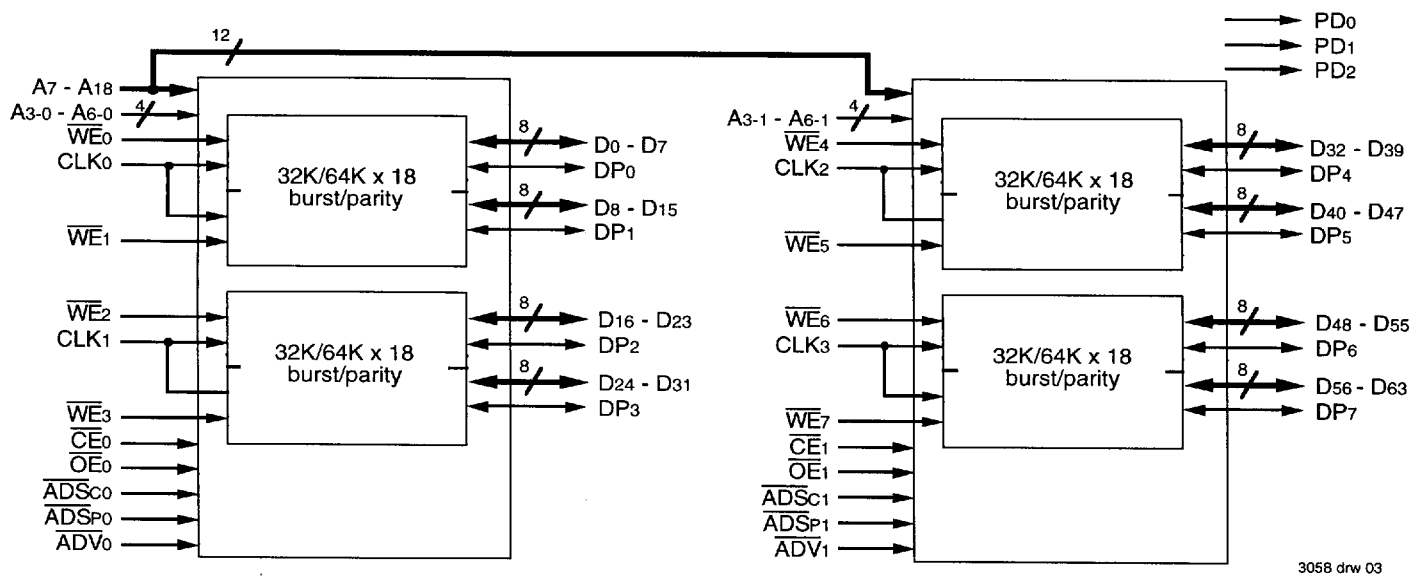 12
PD0
PD1
PD2
A7 - A18
A3-0 - A6-0
4
WE0
CLK0
WE1
32K/64K x 18
burst/parity
8
D0 - D7
DP0
8
D8 - D15
DP1
WE2
CLK1
WE3
32K/64K x 18
burst/parity
8
D16 - D23
DP2
8
D24 - D31
DP3
CE0
OE0
ADSC0
ADSP0
ADV0
A3-1 - A6-1
4
WE4
CLK2
WE5
32K/64K x 18
burst/parity
8
D32 - D39
DP4
8
D40 - D47
DP5
WE6
CLK3
WE7
32K/64K x 18
burst/parity
8
D48 - D55
DP6
8
D56 - D63
DP7
CE1
OE1
ADSC1
ADSP1
ADV1
3058 drw 03